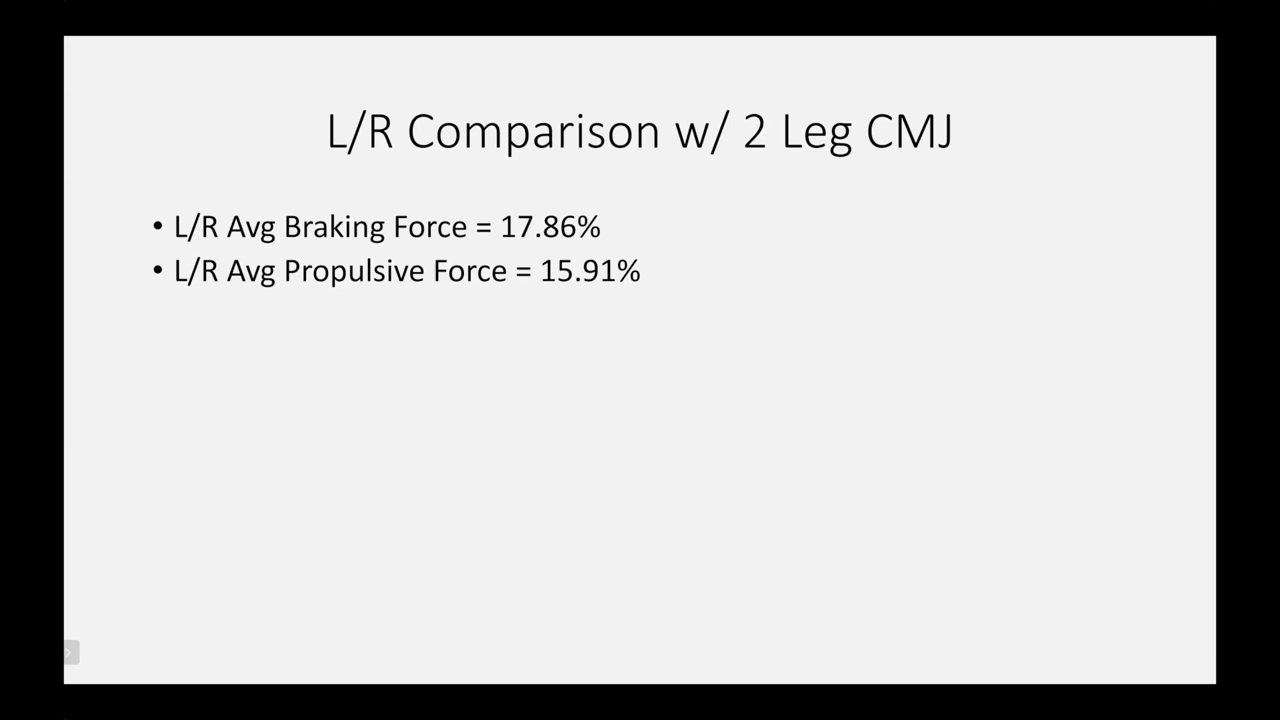 L/R Comparison w/ 2 Leg CMJ
• L/R Avg Braking Force = 17.86%
• L/R Avg Propulsive Force = 15.91%